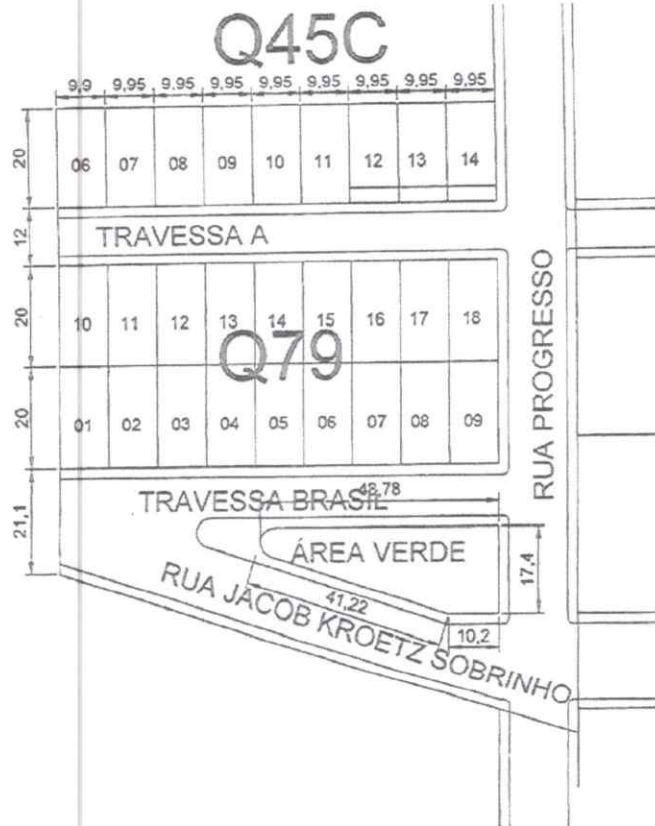 Q45C
9,9 9,95 9,95 9,95 9,95 9,95 9,95 9,95 9,95
20
06 07 08 09 10 11 12 13 14
12
TRAVESSA A
20
10 11 12 13 14 15 16 17 18
Q79
RUA PROGRESSO
20
01 02 03 04 05 06 07 08 09
21,1
TRAVESSA BRASIL
48,78
ÁREA VERDE
17,4
41,22
10,2
RUA JACOB KROETZ SOBRINHO